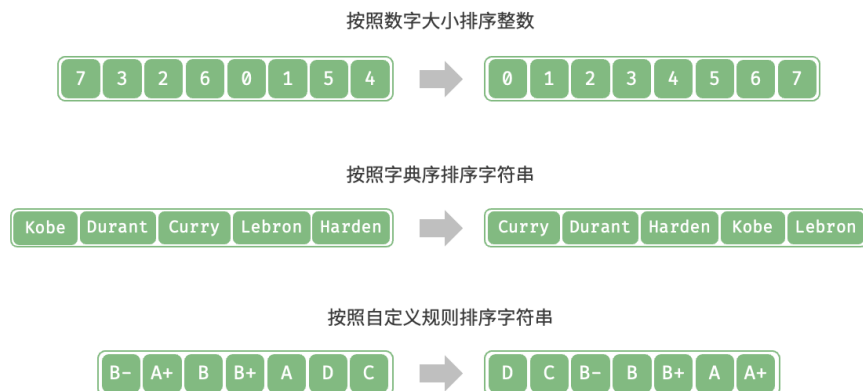 按照数字大小排序整数
7 3 2 6 0 1 5 4 0 1 2 3 4 5 6 7
按照字典序排序字符串
Kobe Durant Curry Lebron Harden Curry Durant Harden Kobe Lebron
按照自定义规则排序字符串
B- A+ B B+ A D C D C B- B B+ A A+